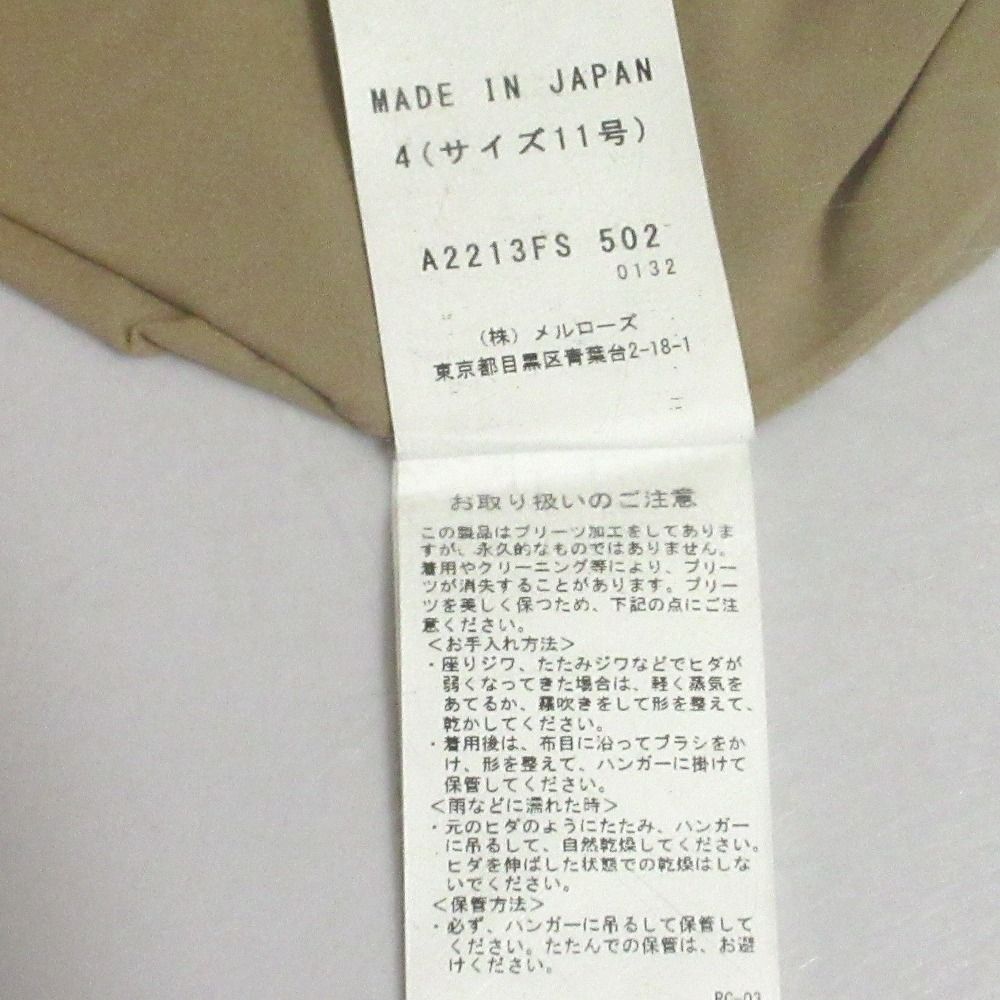 MADE IN JAPAN
4(サイズ11号)
A2213FS 502
0132
(株) メルローズ
東京都目黒区青葉台2-18-1
お取り扱いのご注意
この製品はプリーツ加工をしてありま
すが、永久的なものではありません。
着用やクリーニング等により、プリー
ツが消失することがあります。プリー
ツを美しく保つため、下記の点にご注
意ください。
<お手入れ方法>
・座りジワ、たたみジワなどでヒダが
弱くなってきた場合は、軽く蒸気を
あてるか、霧吹きをして形を整えて、
乾かしてください。
・着用後は、布目に沿ってブラシをか
け、形を整えて、ハンガーに掛けて
保管してください。
<雨などに濡れた時>
・元のヒダのようにたたみ、ハンガー
に吊るして、自然乾燥してください。
ヒダを伸ばした状態での乾燥はしな
いでください。
<保管方法>
・必ず、ハンガーに吊るして保管して
ください。たたんでの保管は、お避
けください。